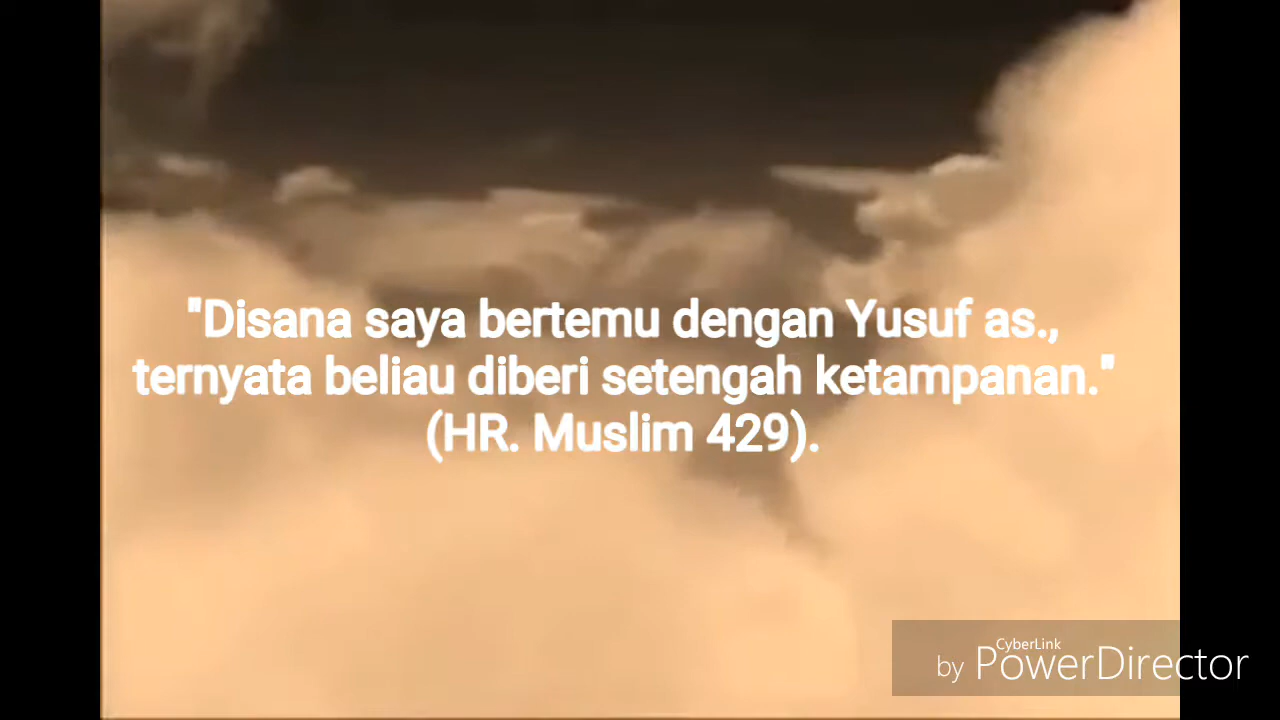 "Disana saya bertemu dengan Yusuf as.,
ternyata beliau diberi setengah ketampanan."
(HR. Muslim 429).
CyberLink
by PowerDirector